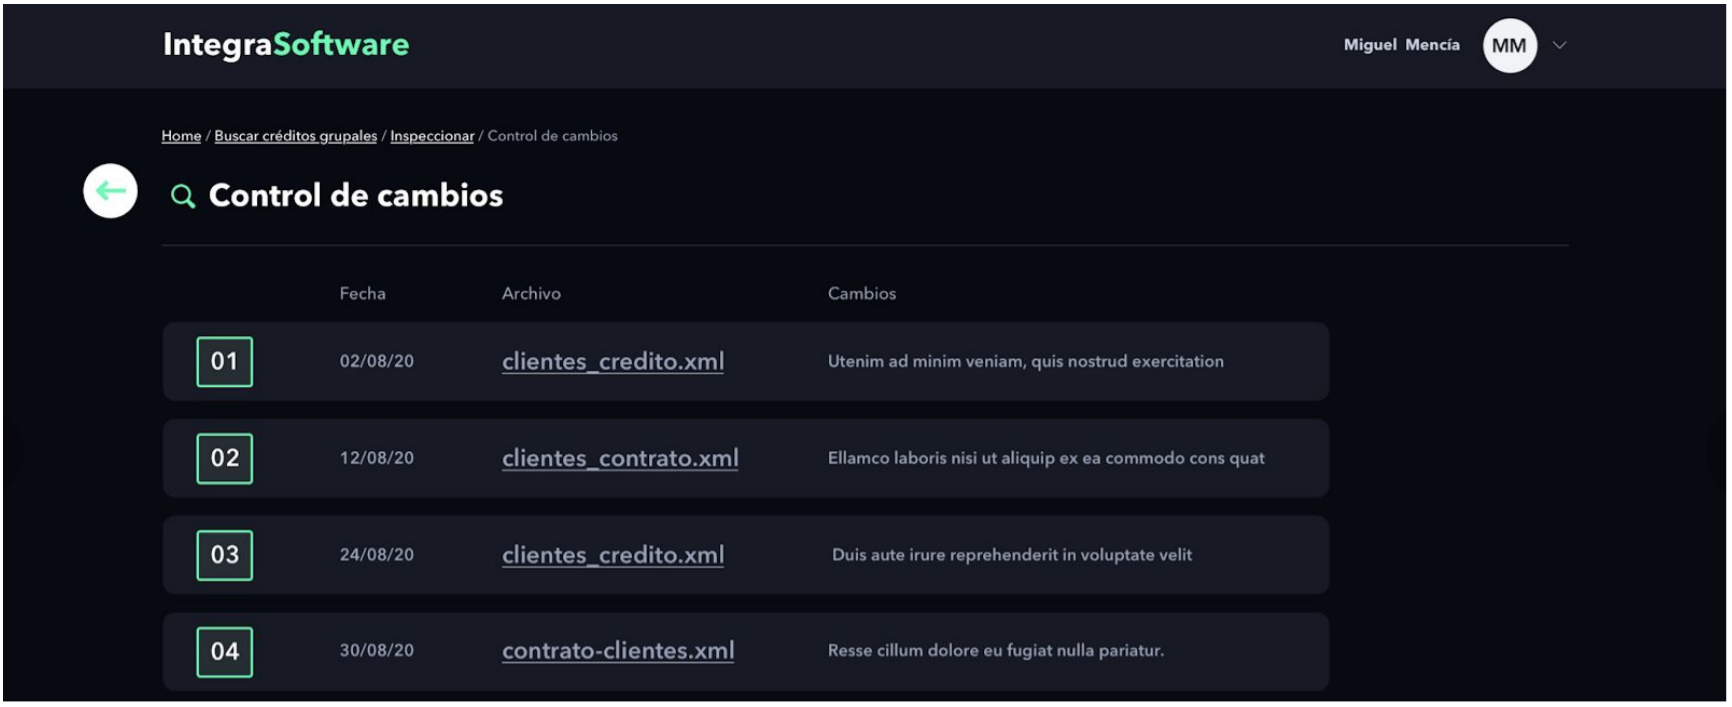 IntegraSoftware
Miguel Mencía MM
Home / Buscar créditos grupales / Inspeccionar / Control de cambios
Control de cambios
Fecha Archivo Cambios
01 02/08/20 clientes_credito.xml Utenim ad minim veniam, quis nostrud exercitation
02 12/08/20 clientes_contrato.xml Ellamco laboris nisi ut aliquip ex ea commodo cons quat
03 24/08/20 clientes_credito.xml Duis aute irure reprehenderit in voluptate velit
04 30/08/20 contrato-clientes.xml Resse cillum dolore eu fugiat nulla pariatur.